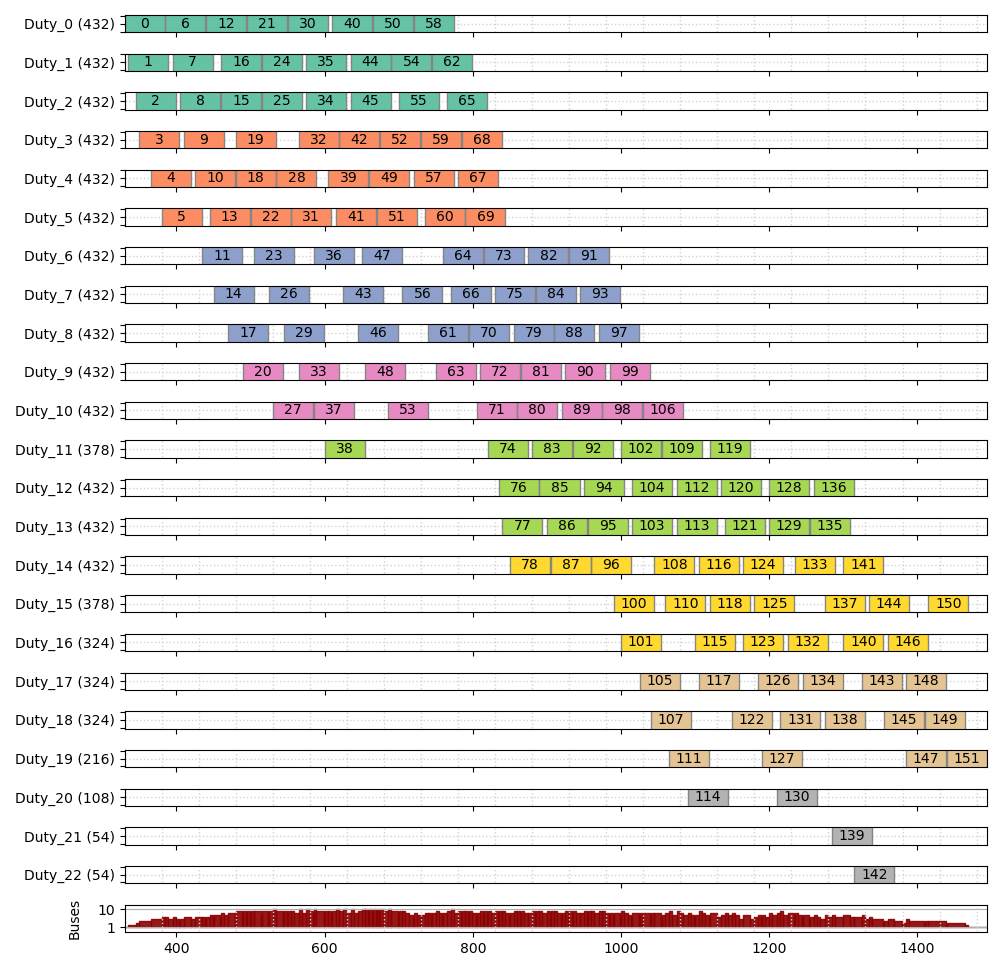 Duty_0 (432) 0 6 12 21 30 40 50 58
Duty_1 (432) 1 7 16 24 35 44 54 62
Duty_2 (432) 2 8 15 25 34 45 55 65
Duty_3 (432) 3 9 19 32 42 52 59 68
Duty_4 (432) 4 10 18 28 39 49 57 67
Duty_5 (432) 5 13 22 31 41 51 60 69
Duty_6 (432) 11 23 36 47 64 73 82 91
Duty_7 (432) 14 26 43 56 66 75 84 93
Duty_8 (432) 17 29 46 61 70 79 88 97
Duty_9 (432) 20 33 48 63 72 81 90 99
Duty_10 (432) 27 37 53 71 80 89 98 106
Duty_11 (378) 38 74 83 92 102 109 119
Duty_12 (432) 76 85 94 104 112 120 128 136
Duty_13 (432) 77 86 95 103 113 121 129 135
Duty_14 (432) 78 87 96 108 116 124 133 141
Duty_15 (378) 100 110 118 125 137 144 150
Duty_16 (324) 101 115 123 132 140 146
Duty_17 (324) 105 117 126 134 143 148
Duty_18 (324) 107 122 131 138 145 149
Duty_19 (216) 111 127 147 151
Duty_20 (108) 114 130
Duty_21 (54) 139
Duty_22 (54) 142
Buses
10
1
400 600 800 1000 1200 1400